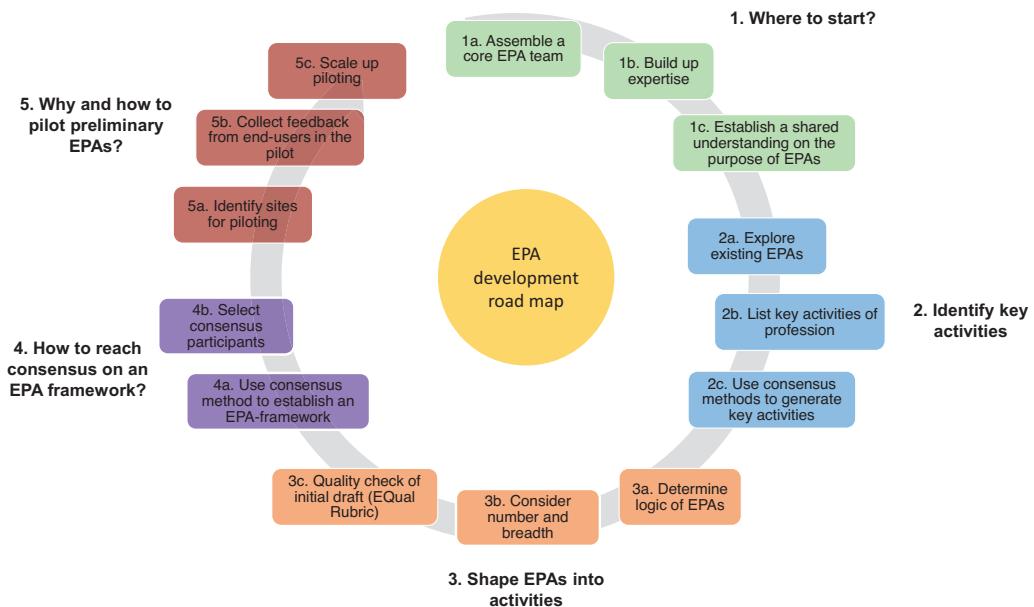 1. Where to start?
1a. Assemble a
core EPA team
1b. Build up
expertise
1c. Establish a shared
understanding on the
purpose of EPAs
2. Identify key
activities
2a. Explore
existing EPAs
2b. List key activities of
profession
2c. Use consensus
methods to generate
key activities
3. Shape EPAs into
activities
3a. Determine
logic of EPAs
3b. Consider
number and
breadth
3c. Quality check of
initial draft (EQual
Rubric)
4. How to reach
consensus on an
EPA framework?
4a. Use consensus
method to establish an
EPA-framework
4b. Select
consensus
participants
5. Why and how to
pilot preliminary
EPAs?
5a. Identify sites
for piloting
5b. Collect feedback
from end-users in the
pilot
5c. Scale up
piloting
EPA
development
road map